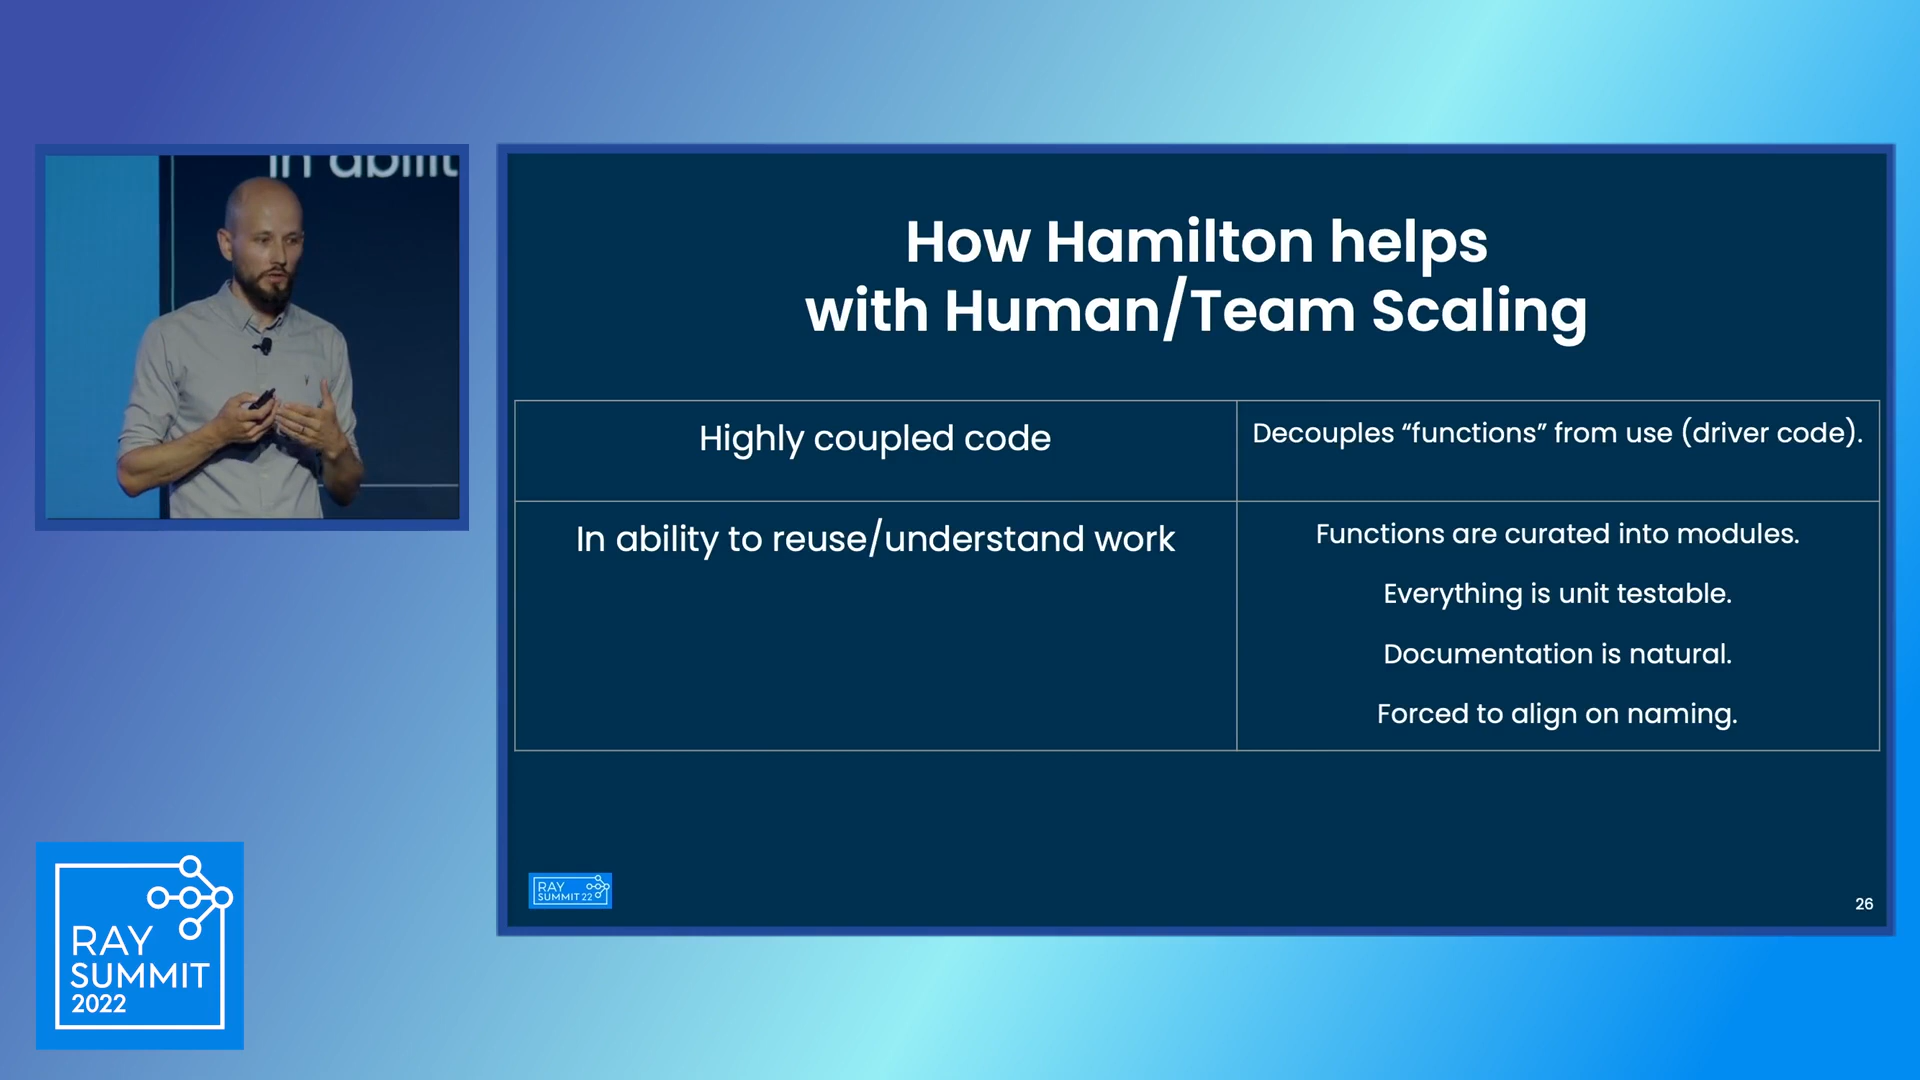 In abilit
How Hamilton helps
with Human/Team Scaling
Highly coupled code
Decouples “functions” from use (driver code).
In ability to reuse/understand work
Functions are curated into modules.
Everything is unit testable.
Documentation is natural.
Forced to align on naming.
RAY
SUMMIT 22
26
RAY
SUMMIT
2022